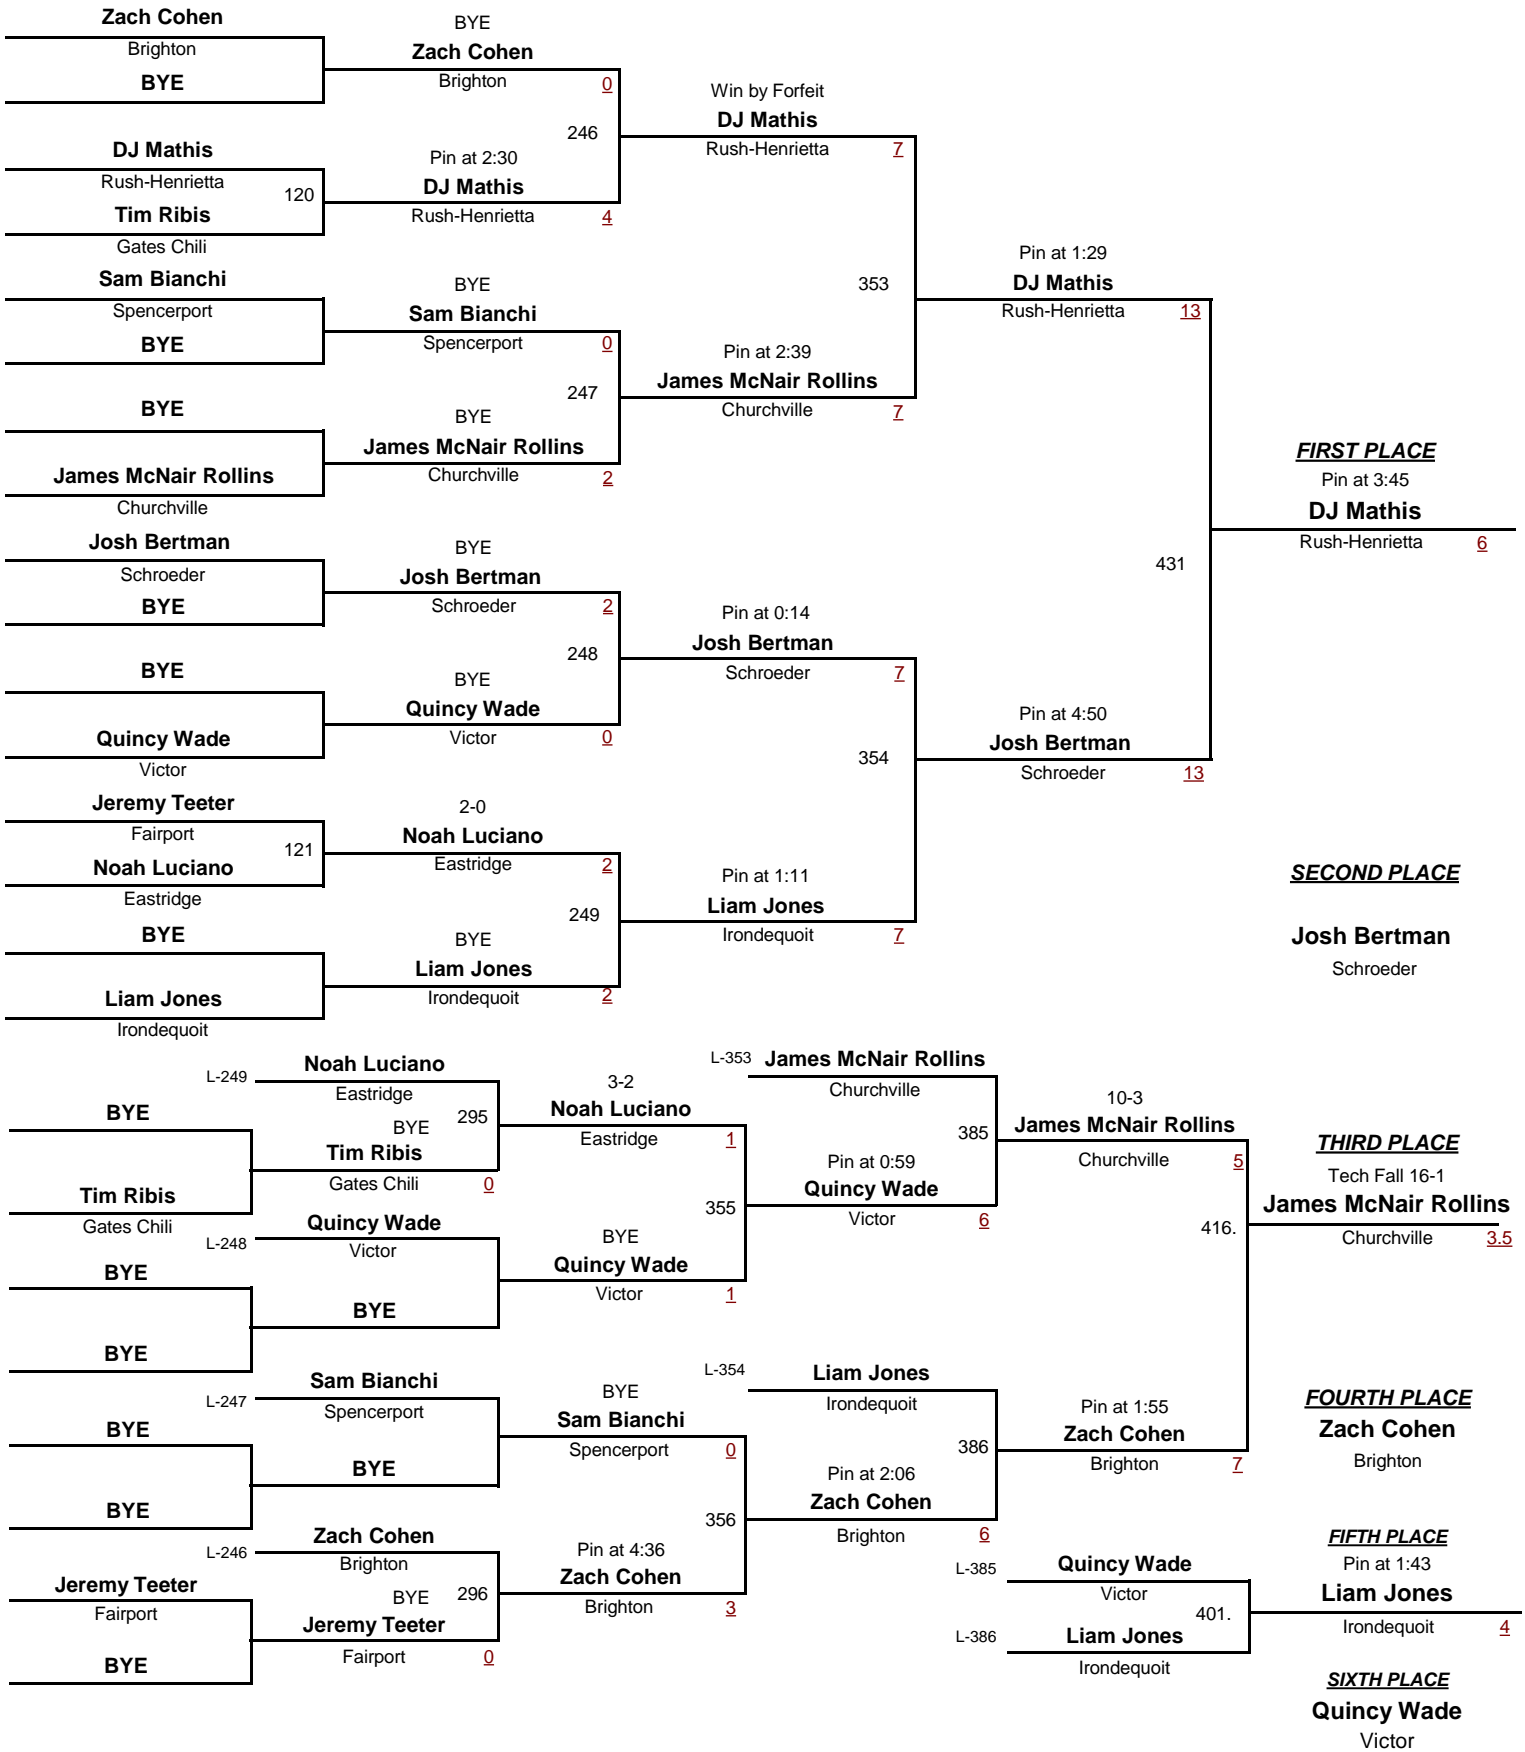 Zach Cohen
Brighton
BYE
DJ Mathis
Rush-Henrietta
120
Tim Ribis
Gates Chili
Sam Bianchi
Spencerport
BYE
BYE
James McNair Rollins
Churchville
Josh Bertman
Schroeder
BYE
BYE
Quincy Wade
Victor
Jeremy Teeter
Fairport
121
Noah Luciano
Eastridge
BYE
Liam Jones
Irondequoit
BYE
Zach Cohen
Brighton
0
246
Pin at 2:30
DJ Mathis
Rush-Henrietta
4
BYE
Sam Bianchi
Spencerport
0
247
BYE
James McNair Rollins
Churchville
2
BYE
Josh Bertman
Schroeder
2
248
BYE
Quincy Wade
Victor
0
2-0
Noah Luciano
Eastridge
2
249
BYE
Liam Jones
Irondequoit
2
Win by Forfeit
DJ Mathis
Rush-Henrietta
7
353
Pin at 2:39
James McNair Rollins
Churchville
7
Pin at 0:14
Josh Bertman
Schroeder
7
354
Pin at 1:11
Liam Jones
Irondequoit
7
Pin at 1:29
DJ Mathis
Rush-Henrietta
13
431
Pin at 4:50
Josh Bertman
Schroeder
13
FIRST PLACE
Pin at 3:45
DJ Mathis
Rush-Henrietta
6
SECOND PLACE
Josh Bertman
Schroeder
L-249
Noah Luciano
Eastridge
BYE
BYE
295
Tim Ribis
Gates Chili
0
Tim Ribis
Gates Chili
L-248
Quincy Wade
Victor
BYE
BYE
BYE
L-247
Sam Bianchi
Spencerport
BYE
BYE
BYE
L-246
Zach Cohen
Brighton
Jeremy Teeter
Fairport
BYE
296
Jeremy Teeter
Fairport
0
BYE
3-2
Noah Luciano
Eastridge
1
355
BYE
Quincy Wade
Victor
1
BYE
Sam Bianchi
Spencerport
0
356
Pin at 4:36
Zach Cohen
Brighton
3
L-353
James McNair Rollins
Churchville
385
Pin at 0:59
Quincy Wade
Victor
6
L-354
Liam Jones
Irondequoit
386
Pin at 2:06
Zach Cohen
Brighton
6
10-3
James McNair Rollins
Churchville
5
416.
Pin at 1:55
Zach Cohen
Brighton
7
THIRD PLACE
Tech Fall 16-1
James McNair Rollins
Churchville
3.5
FOURTH PLACE
Zach Cohen
Brighton
L-385
Quincy Wade
Victor
401.
L-386
Liam Jones
Irondequoit
FIFTH PLACE
Pin at 1:43
Liam Jones
Irondequoit
4
SIXTH PLACE
Quincy Wade
Victor